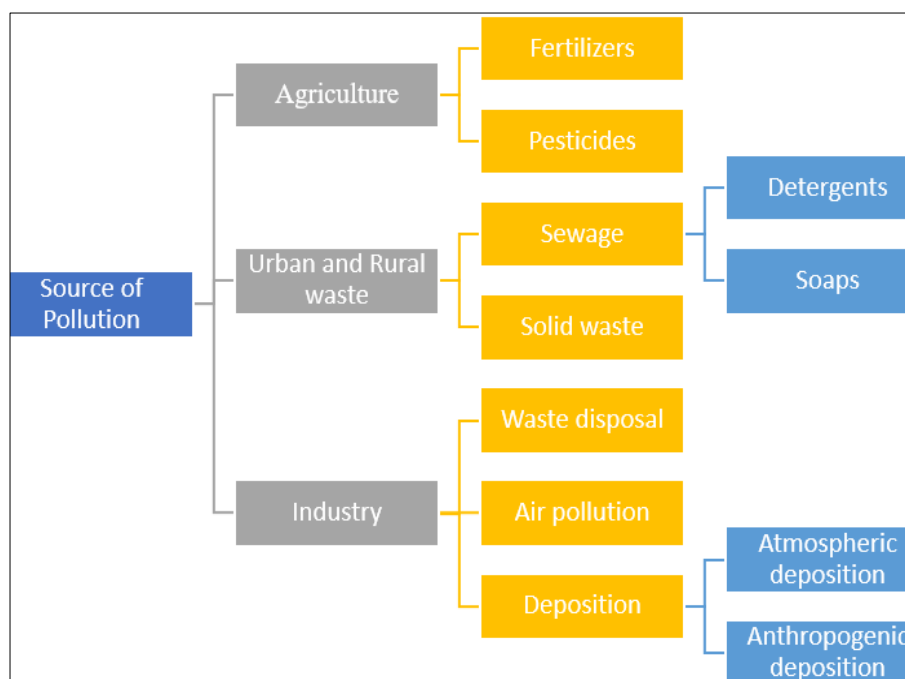 Source of
Pollution
Agriculture
Fertilizers
Pesticides
Urban and Rural
waste
Sewage
Detergents
Soaps
Solid waste
Industry
Waste disposal
Air pollution
Deposition
Atmospheric
deposition
Anthropogenic
deposition